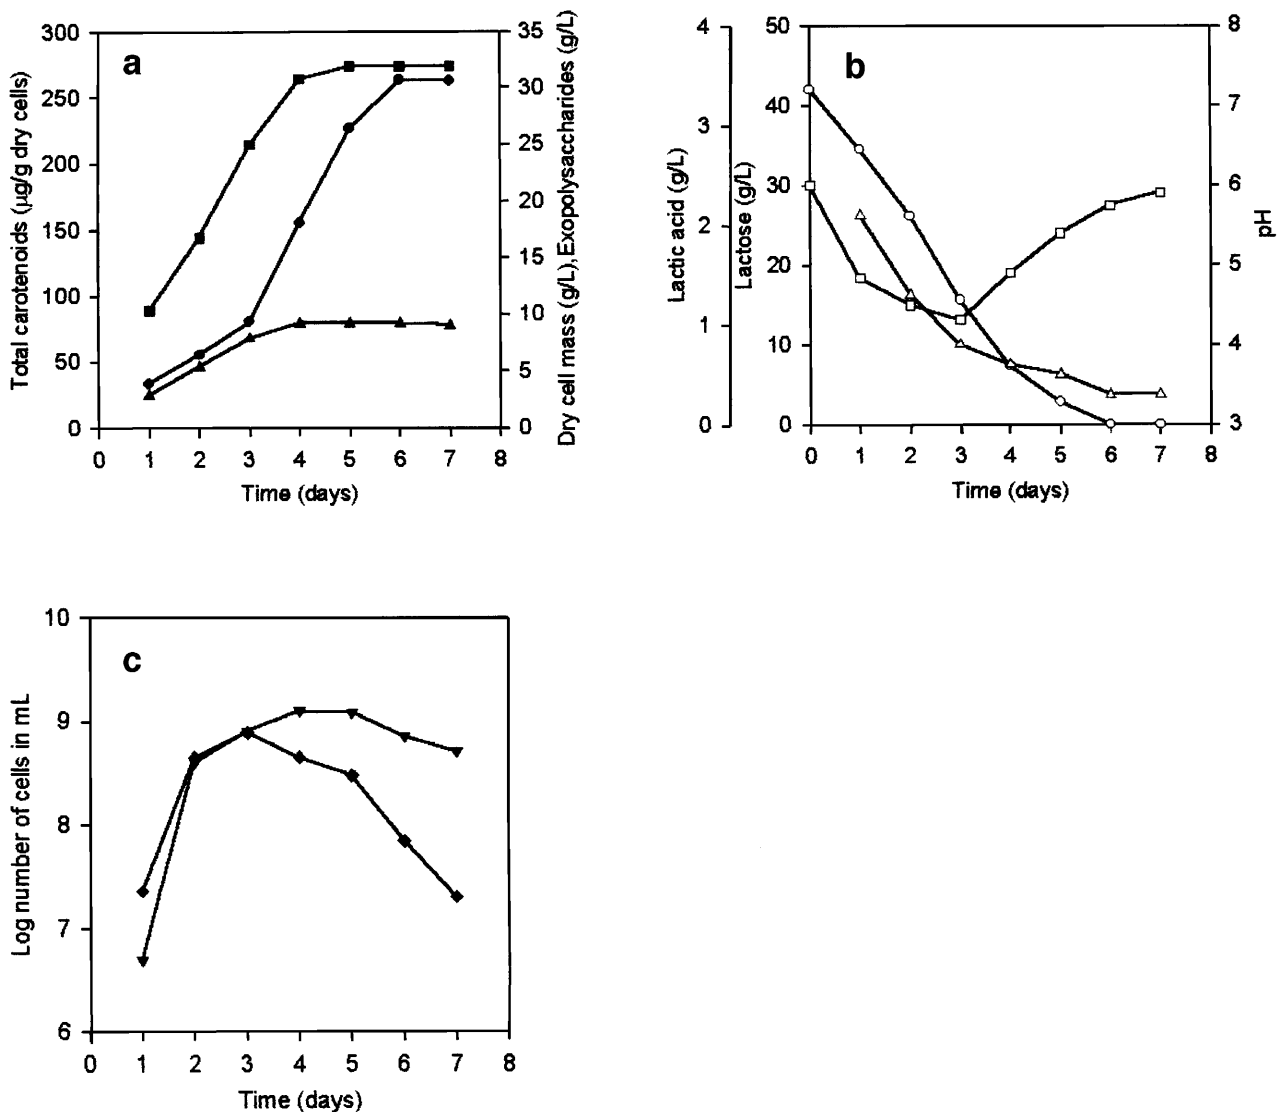 a
300
250
200
150
100
50
0
35
30
25
20
15
10
5
0
0 1 2 3 4 5 6 7 8
Time (days)
Total carotenoids (µg/g dry cells)
Dry cell mass (g/L), Exopolysaccharides (g/L)
b
4
3
2
1
0
50
40
30
20
10
0
8
7
6
5
4
3
0 1 2 3 4 5 6 7 8
Time (days)
Lactic acid (g/L)
Lactose (g/L)
pH
c
10
9
8
7
6
0 1 2 3 4 5 6 7 8
Time (days)
Log number of cells in mL